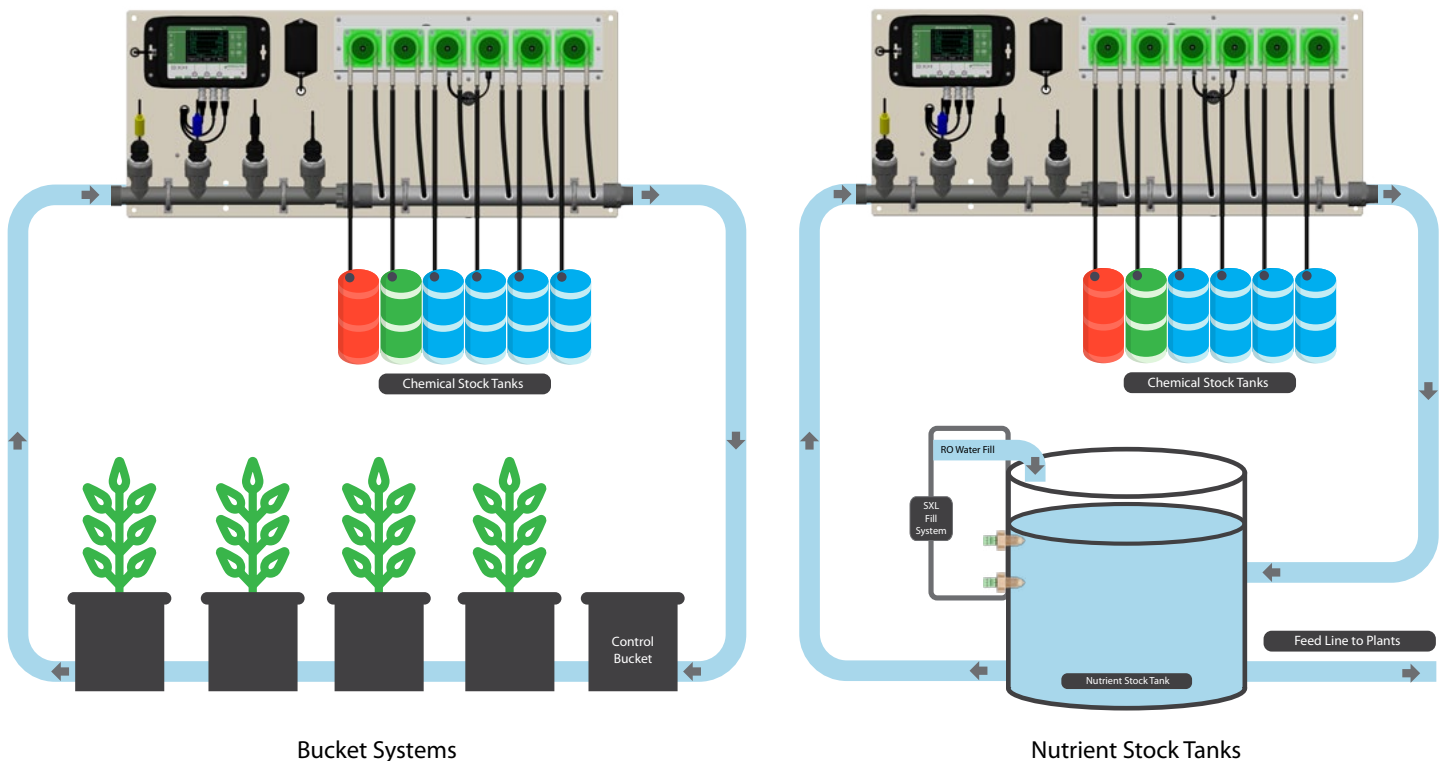 Chemical Stock Tanks
Control
Bucket
Bucket Systems
Chemical Stock Tanks
RO Water Fill
SXL
Fill
System
Feed Line to Plants
Nutrient Stock Tank
Nutrient Stock Tanks